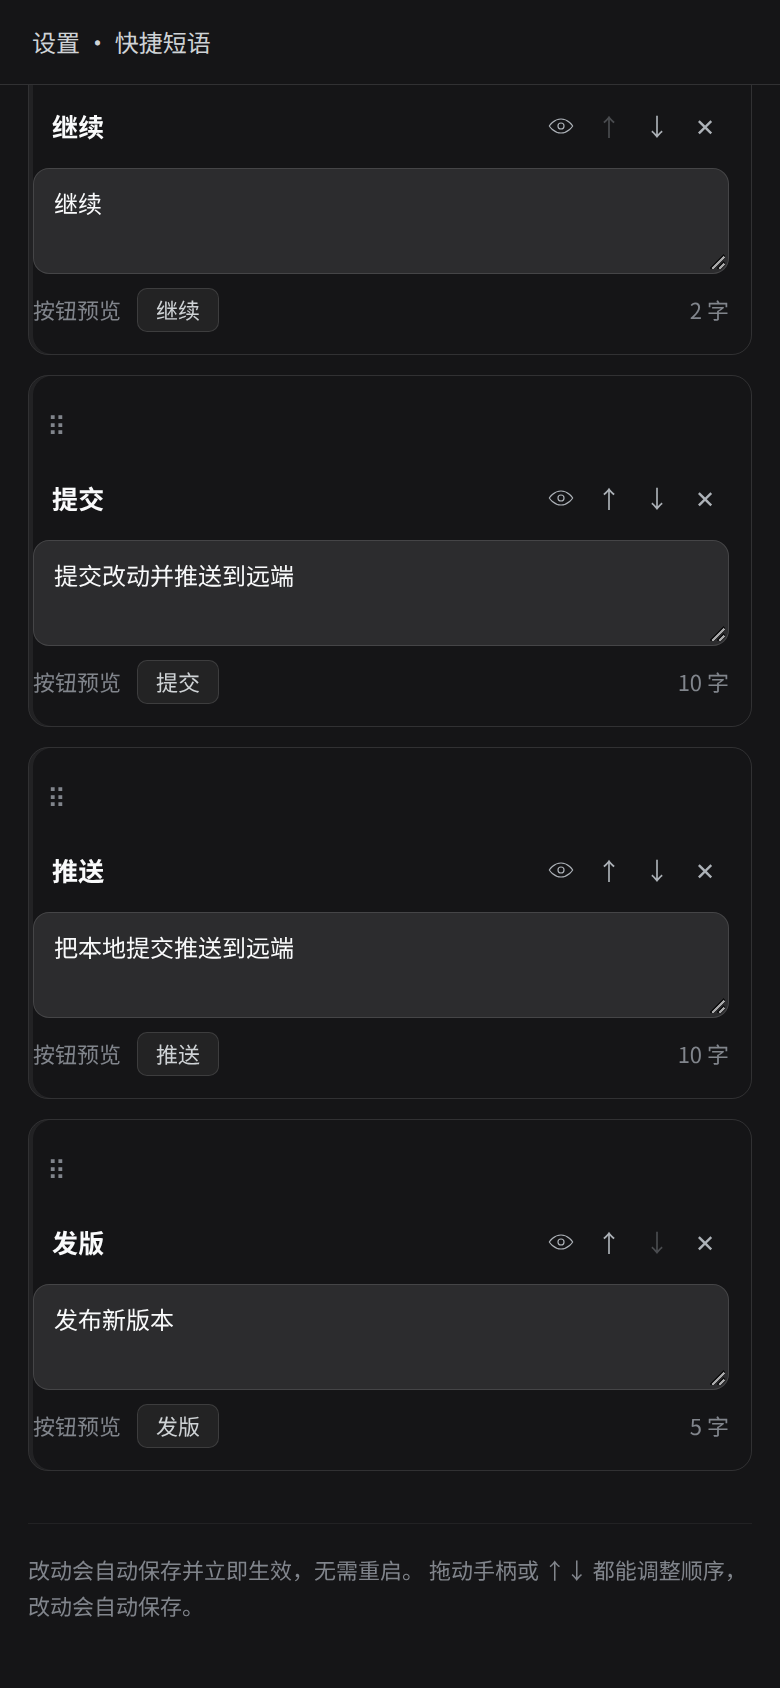 设置 · 快捷短语
继续
继续
按钮预览 继续 2 字
提交
提交改动并推送到远端
按钮预览 提交 10 字
推送
把本地提交推送到远端
按钮预览 推送 10 字
发版
发布新版本
按钮预览 发版 5 字
改动会自动保存并立即生效，无需重启。 拖动手柄或 ↑↓ 都能调整顺序，
改动会自动保存。